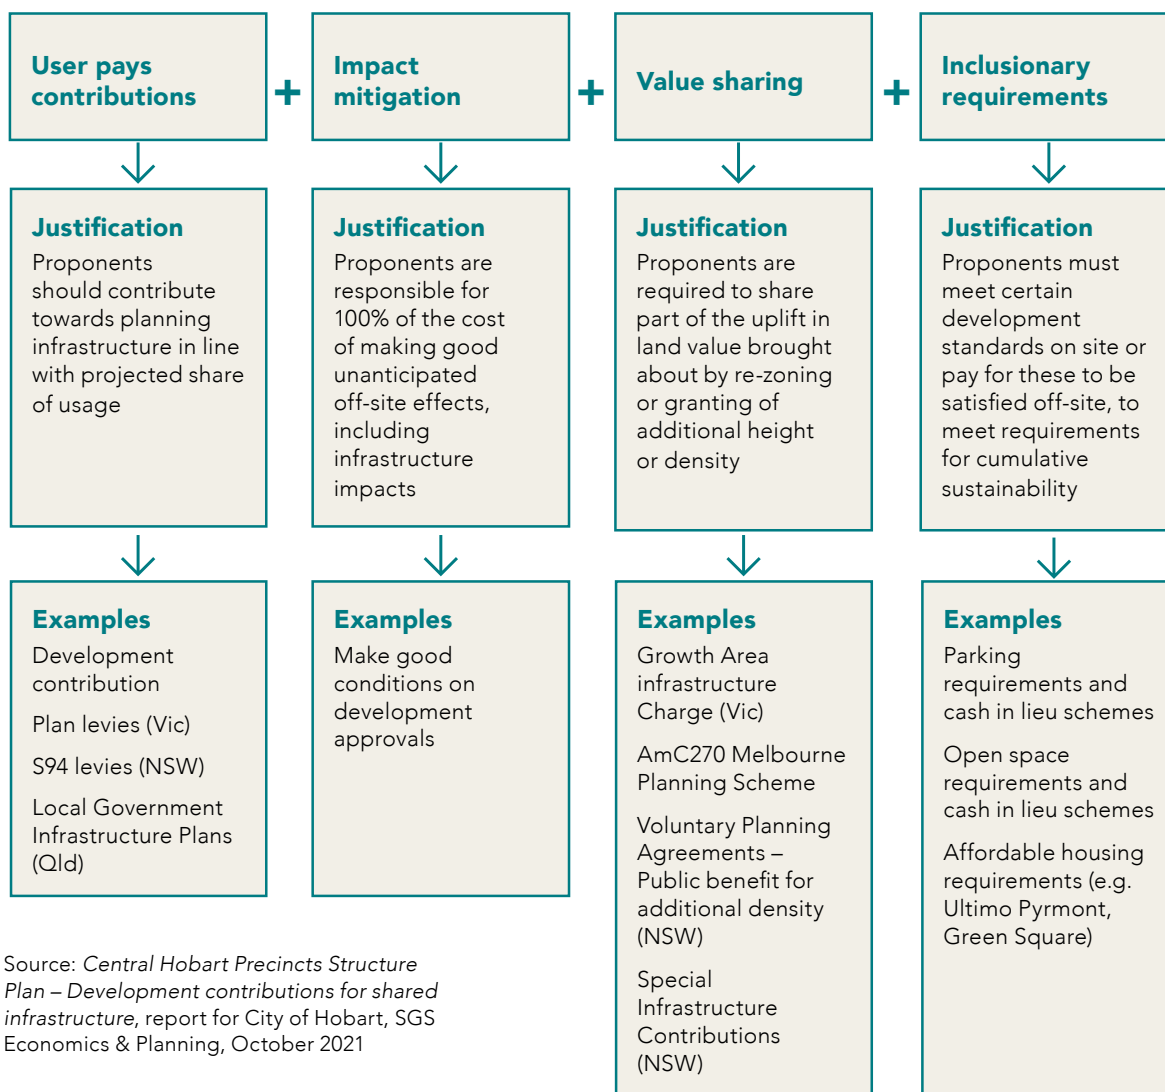 User pays
contributions
+
Impact
mitigation
+
Value sharing
+
Inclusionary
requirements
Justification
Proponents
should contribute
towards planning
infrastructure in line
with projected share
of usage
Justification
Proponents are
responsible for
100% of the cost
of making good
unanticipated
off-site effects,
including
infrastructure
impacts
Justification
Proponents are
required to share
part of the uplift in
land value brought
about by re-zoning
or granting of
additional height
or density
Justification
Proponents must
meet certain
development
standards on site or
pay for these to be
satisfied off-site, to
meet requirements
for cumulative
sustainability
Examples
Development
contribution
Plan levies (Vic)
S94 levies (NSW)
Local Government
Infrastructure Plans
(Qld)
Examples
Make good
conditions on
development
approvals
Examples
Growth Area
infrastructure
Charge (Vic)
AmC270 Melbourne
Planning Scheme
Voluntary Planning
Agreements –
Public benefit for
additional density
(NSW)
Special
Infrastructure
Contributions
(NSW)
Examples
Parking
requirements and
cash in lieu schemes
Open space
requirements and
cash in lieu schemes
Affordable housing
requirements (e.g.
Ultimo Pyrmont,
Green Square)
Source: Central Hobart Precincts Structure
Plan – Development contributions for shared
infrastructure, report for City of Hobart, SGS
Economics & Planning, October 2021